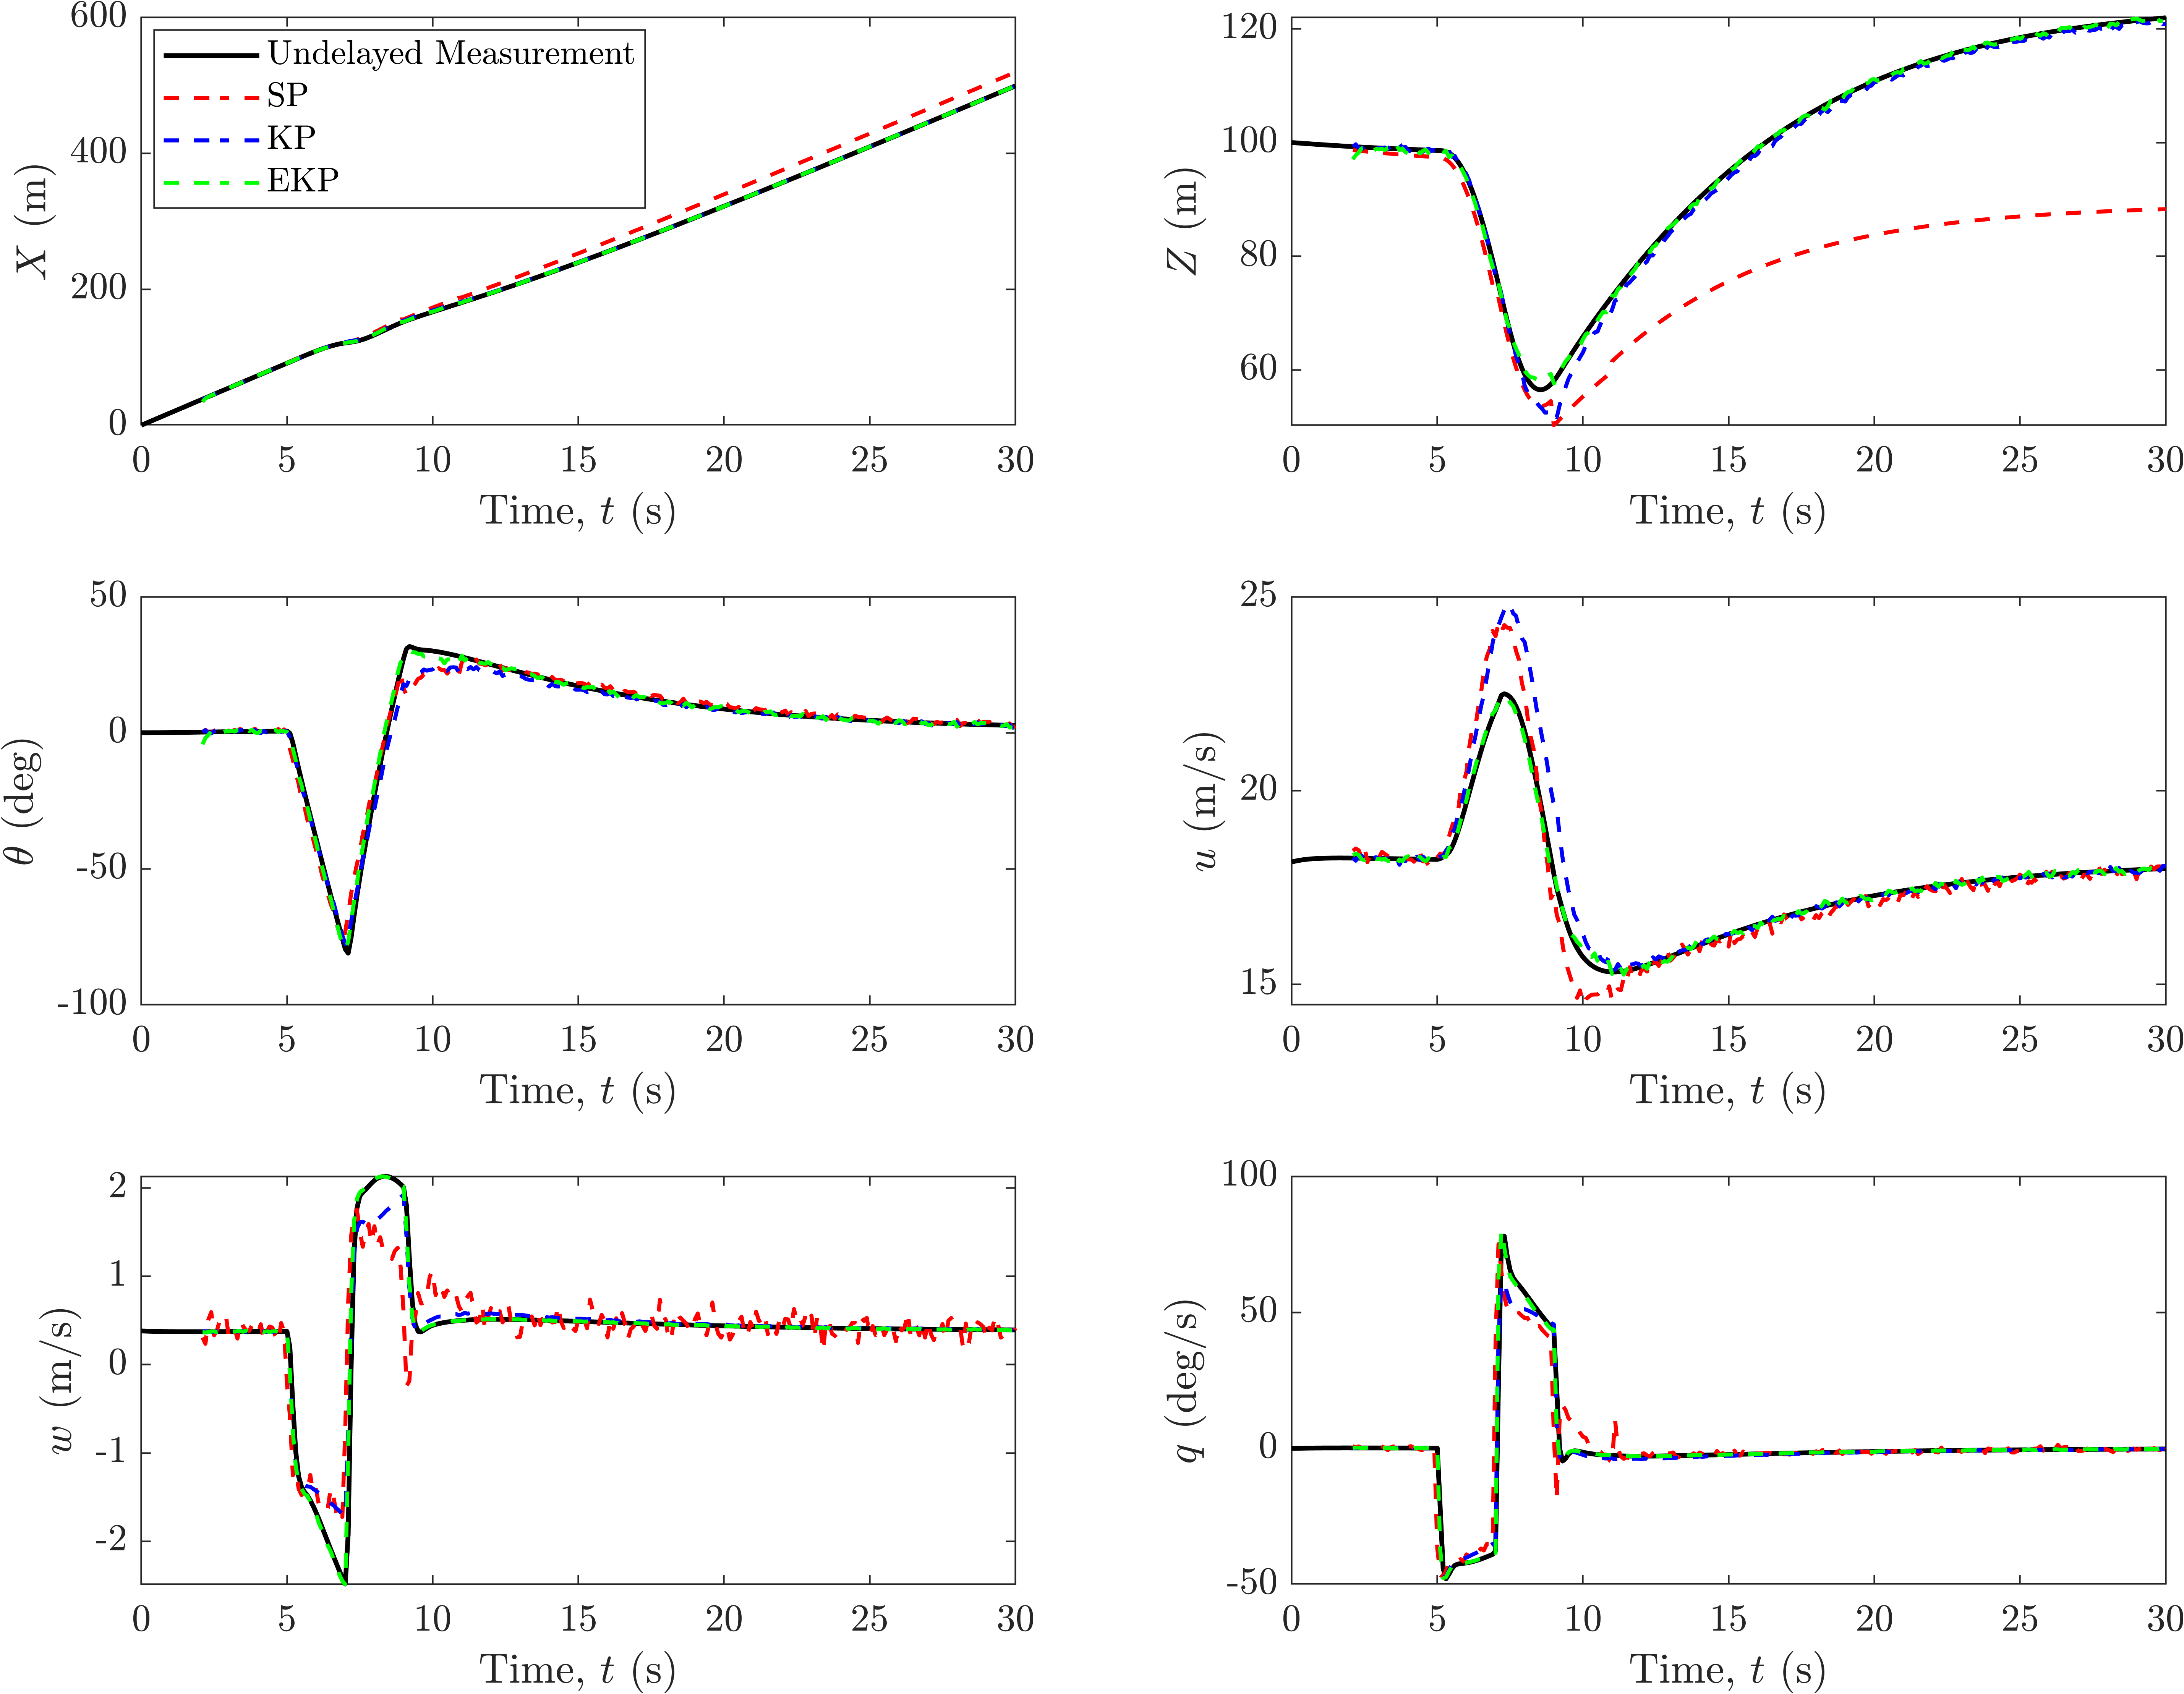 600
400
200
0
X (m)
Undelayed Measurement
SP
KP
EKP
0 5 10 15 20 25 30
Time, t (s)
120
100
80
60
Z (m)
0 5 10 15 20 25 30
Time, t (s)
50
0
-50
-100
θ (deg)
0 5 10 15 20 25 30
Time, t (s)
25
20
15
u (m/s)
0 5 10 15 20 25 30
Time, t (s)
2
1
0
-1
-2
w (m/s)
0 5 10 15 20 25 30
Time, t (s)
100
50
0
-50
q (deg/s)
0 5 10 15 20 25 30
Time, t (s)